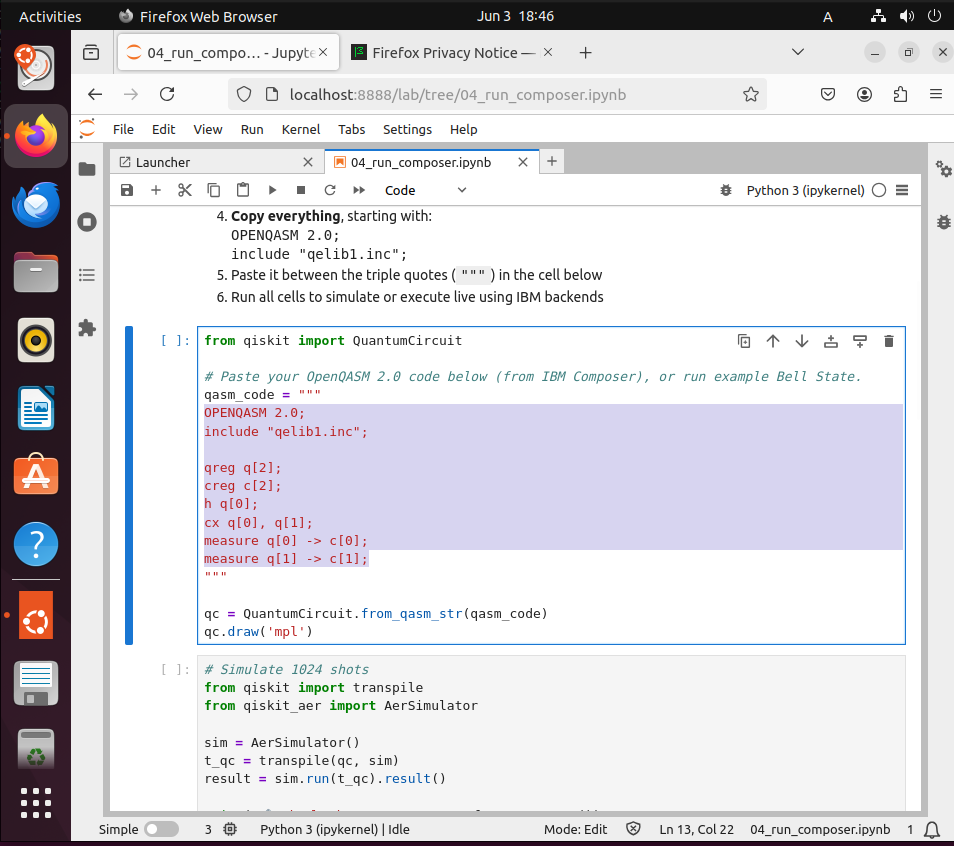 Activities
Firefox Web Browser
Jun 3 18:46
A
04_run_compo… - Jupyte
Firefox Privacy Notice —
localhost:8888/lab/tree/04_run_composer.ipynb
File Edit View Run Kernel Tabs Settings Help
Launcher
04_run_composer.ipynb
Code
Python 3 (ipykernel)
4. Copy everything, starting with:
OPENQASM 2.0;
include "qelib1.inc";
5. Paste it between the triple quotes ( """ ) in the cell below
6. Run all cells to simulate or execute live using IBM backends
[ ]: from qiskit import QuantumCircuit
# Paste your OpenQASM 2.0 code below (from IBM Composer), or run example Bell State.
qasm_code = """
OPENQASM 2.0;
include "qelib1.inc";
qreg q[2];
creg c[2];
h q[0];
cx q[0], q[1];
measure q[0] -> c[0];
measure q[1] -> c[1];
"""
qc = QuantumCircuit.from_qasm_str(qasm_code)
qc.draw('mpl')
[ ]: # Simulate 1024 shots
from qiskit import transpile
from qiskit_aer import AerSimulator
sim = AerSimulator()
t_qc = transpile(qc, sim)
result = sim.run(t_qc).result()
Simple
3
Python 3 (ipykernel) | Idle
Mode: Edit
Ln 13, Col 22
04_run_composer.ipynb
1